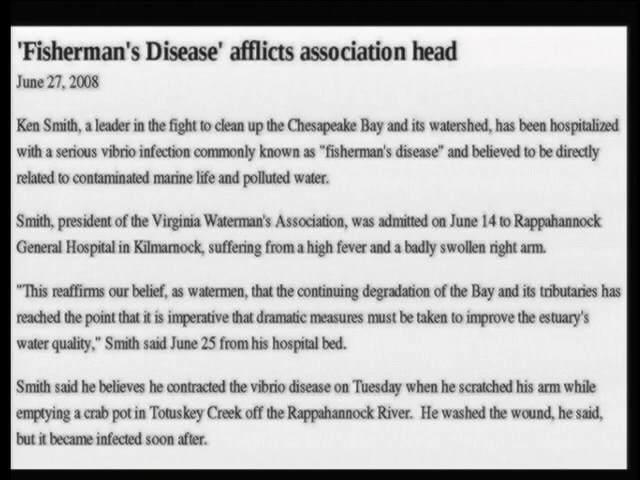 'Fisherman's Disease' afflicts association head
June 27, 2008
Ken Smith, a leader in the fight to clean up the Chesapeake Bay and its watershed, has been hospitalized
with a serious vibrio infection commonly known as "fisherman's disease" and believed to be directly
related to contaminated marine life and polluted water.
Smith, president of the Virginia Waterman's Association, was admitted on June 14 to Rappahannock
General Hospital in Kilmarnock, suffering from a high fever and a badly swollen right arm.
"This reaffirms our belief, as watermen, that the continuing degradation of the Bay and its tributaries has
reached the point that it is imperative that dramatic measures must be taken to improve the estuary's
water quality," Smith said June 25 from his hospital bed.
Smith said he believes he contracted the vibrio disease on Tuesday when he scratched his arm while
emptying a crab pot in Totuskey Creek off the Rappahannock River. He washed the wound, he said,
but it became infected soon after.